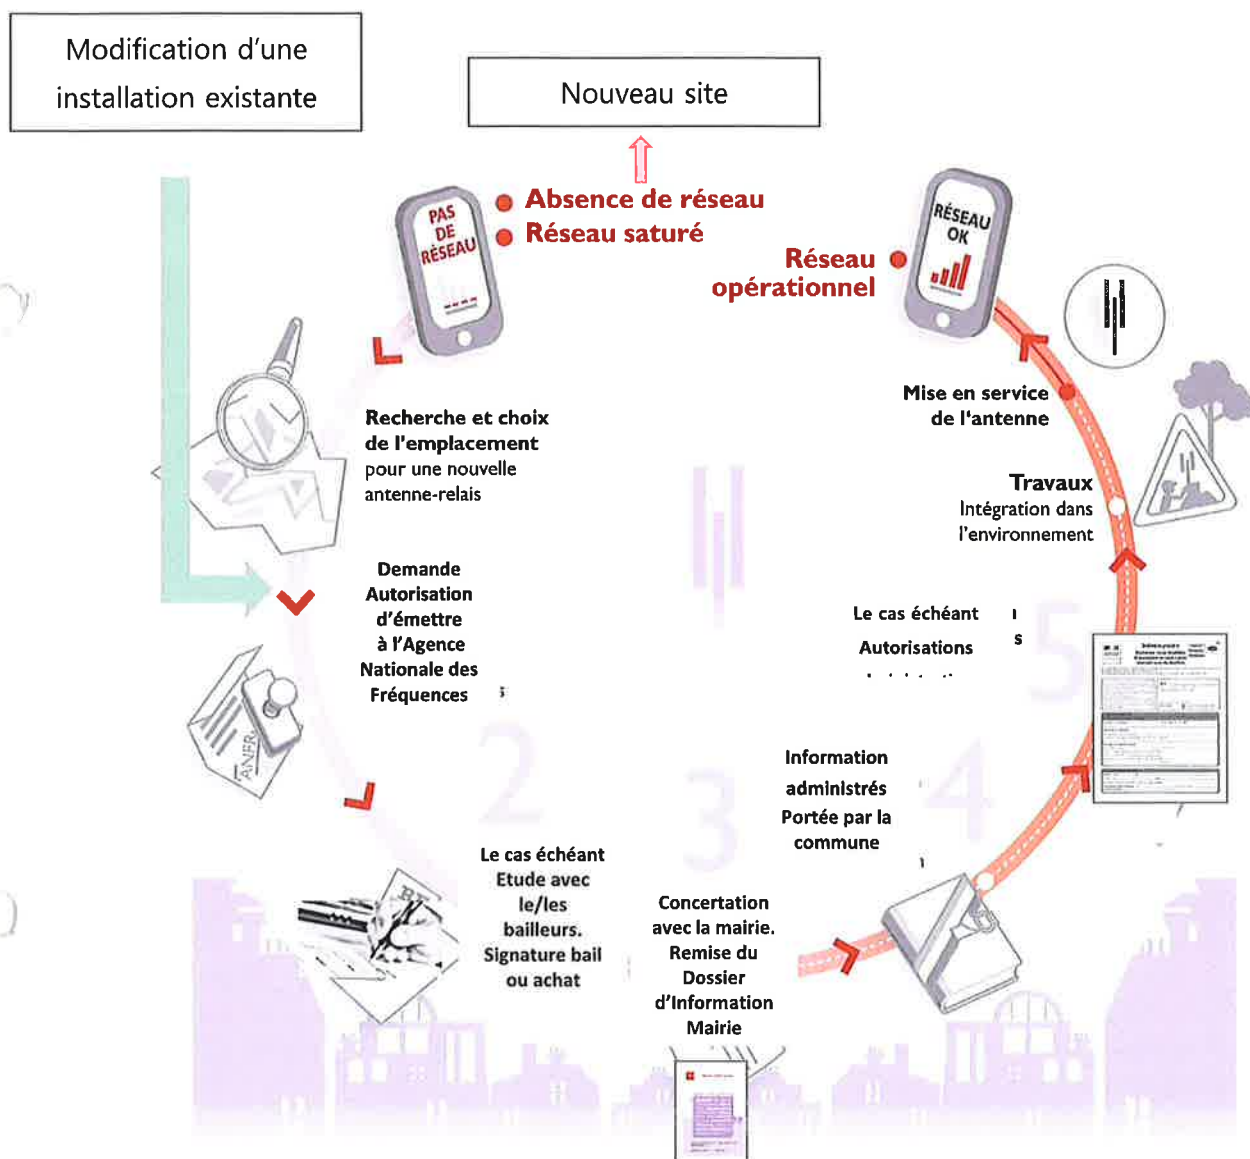 Modification d'une
installation existante
Nouveau site
Absence de réseau
Réseau saturé
PAS
DE
RÉSEAU
RÉSEAU
OK
Réseau
opérationnel
Recherche et choix
de l'emplacement
pour une nouvelle
antenne-relais
Mise en service
de l'antenne
Travaux
Intégration dans
l'environnement
Demande
Autorisation
d'émettre
à l'Agence
Nationale des
Fréquences
ANFR
Le cas échéant
Autorisations
5
2
3
4
Information
administrés
Portée par la
commune
Le cas échéant
Etude avec
le/les
bailleurs.
Signature bail
ou achat
Concertation
avec la mairie.
Remise du
Dossier
d'Information
Mairie